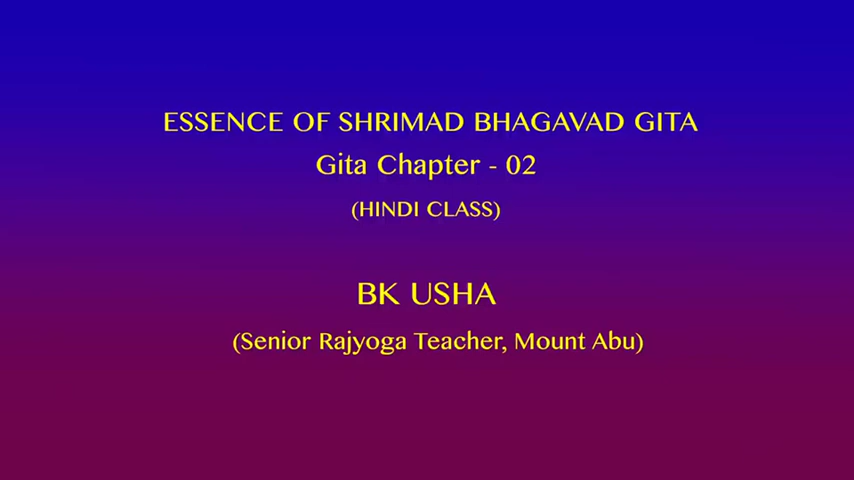 ESSENCE OF SHRIMAD BHAGAVAD GITA
Gita Chapter - 02
(HINDI CLASS)
BK USHA
(Senior Rajyoga Teacher, Mount Abu)